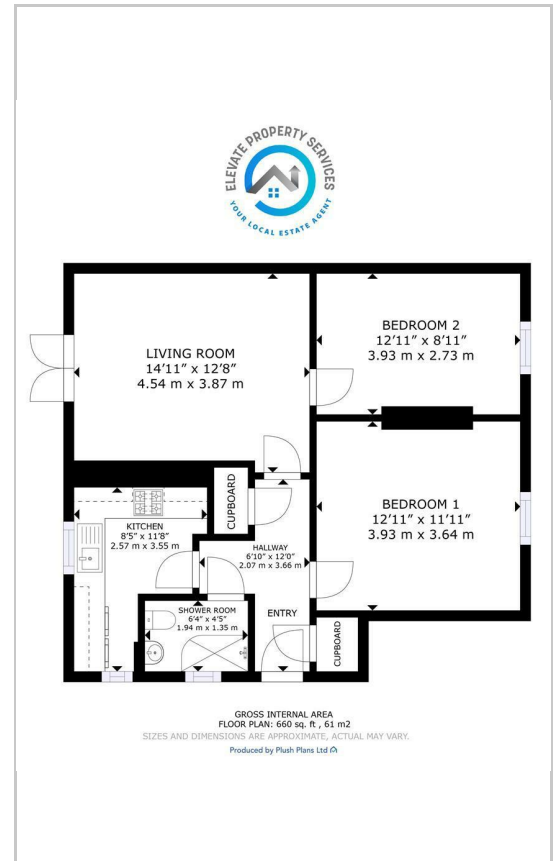 ELEVATE PROPERTY SERVICES
YOUR LOCAL ESTATE AGENT
LIVING ROOM
14'11" x 12'8"
4.54 m x 3.87 m
BEDROOM 2
12'11" x 8'11"
3.93 m x 2.73 m
CUPBOARD
BEDROOM 1
12'11" x 11'11"
3.93 m x 3.64 m
KITCHEN
8'5" x 11'8"
2.57 m x 3.55 m
HALLWAY
6'10" x 12'0"
2.07 m x 3.66 m
SHOWER ROOM
6'4" x 4'5"
1.94 m x 1.35 m
ENTRY
CUPBOARD
GROSS INTERNAL AREA
FLOOR PLAN: 660 sq. ft , 61 m2
SIZES AND DIMENSIONS ARE APPROXIMATE, ACTUAL MAY VARY.
Produced by Plush Plans Ltd